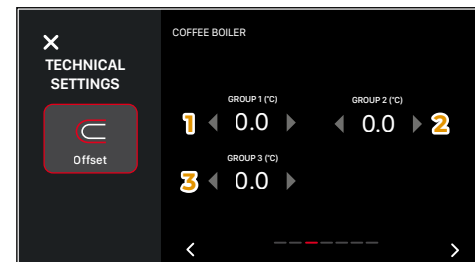 COFFEE BOILER
TECHNICAL
SETTINGS
Offset
GROUP 1 (°C)
1 0.0
GROUP 2 (°C)
0.0 2
GROUP 3 (°C)
3 0.0